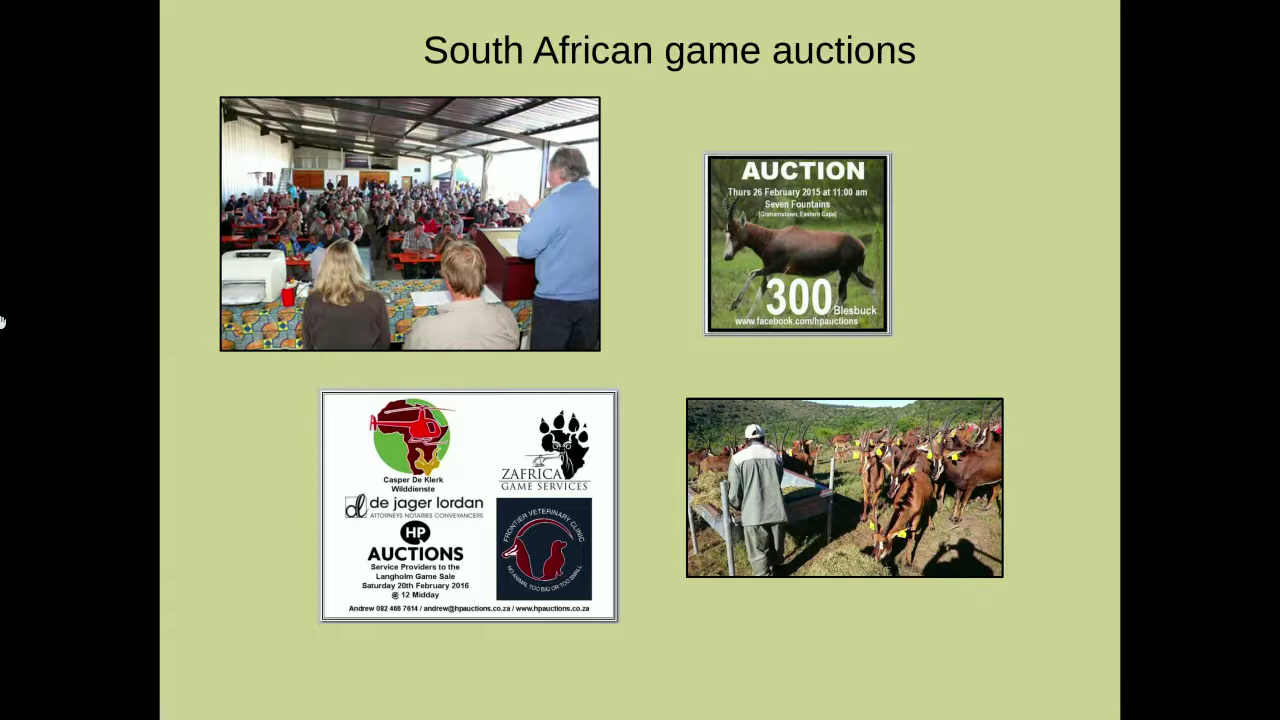 South African game auctions
AUCTION
Thurs 26 February 2015 at 11:00 am
Seven Fountains
(Grahamstown, Eastern Cape)
300 Blesbuck
www.facebook.com/hpauctions
Casper De Klerk
Wilddienste
dl de jager lordan
ATTORNEYS NOTARIES CONVEYANCERS
HP
AUCTIONS
Service Providers to the
Langholm Game Sale
Saturday 20th February 2016
@ 12 Midday
ZAFRICA
GAME SERVICES
FRONTIER VETERINARY CLINIC
NO ANIMAL TOO BIG OR TOO SMALL
Andrew 082 466 7614 / andrew@hpauctions.co.za / www.hpauctions.co.za